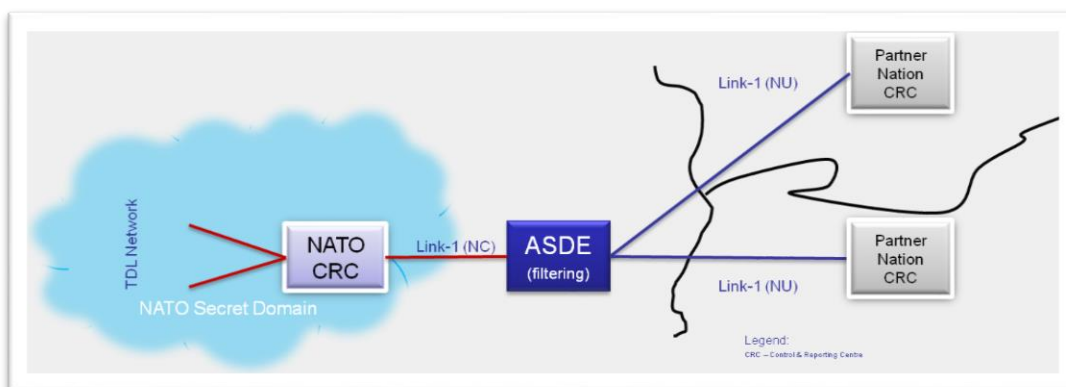 TDL Network
NATO Secret Domain
NATO
CRC
Link-1 (NC)
ASDE
(filtering)
Link-1 (NU)
Partner
Nation
CRC
Link-1 (NU)
Partner
Nation
CRC
Legend:
CRC – Control & Reporting Centre